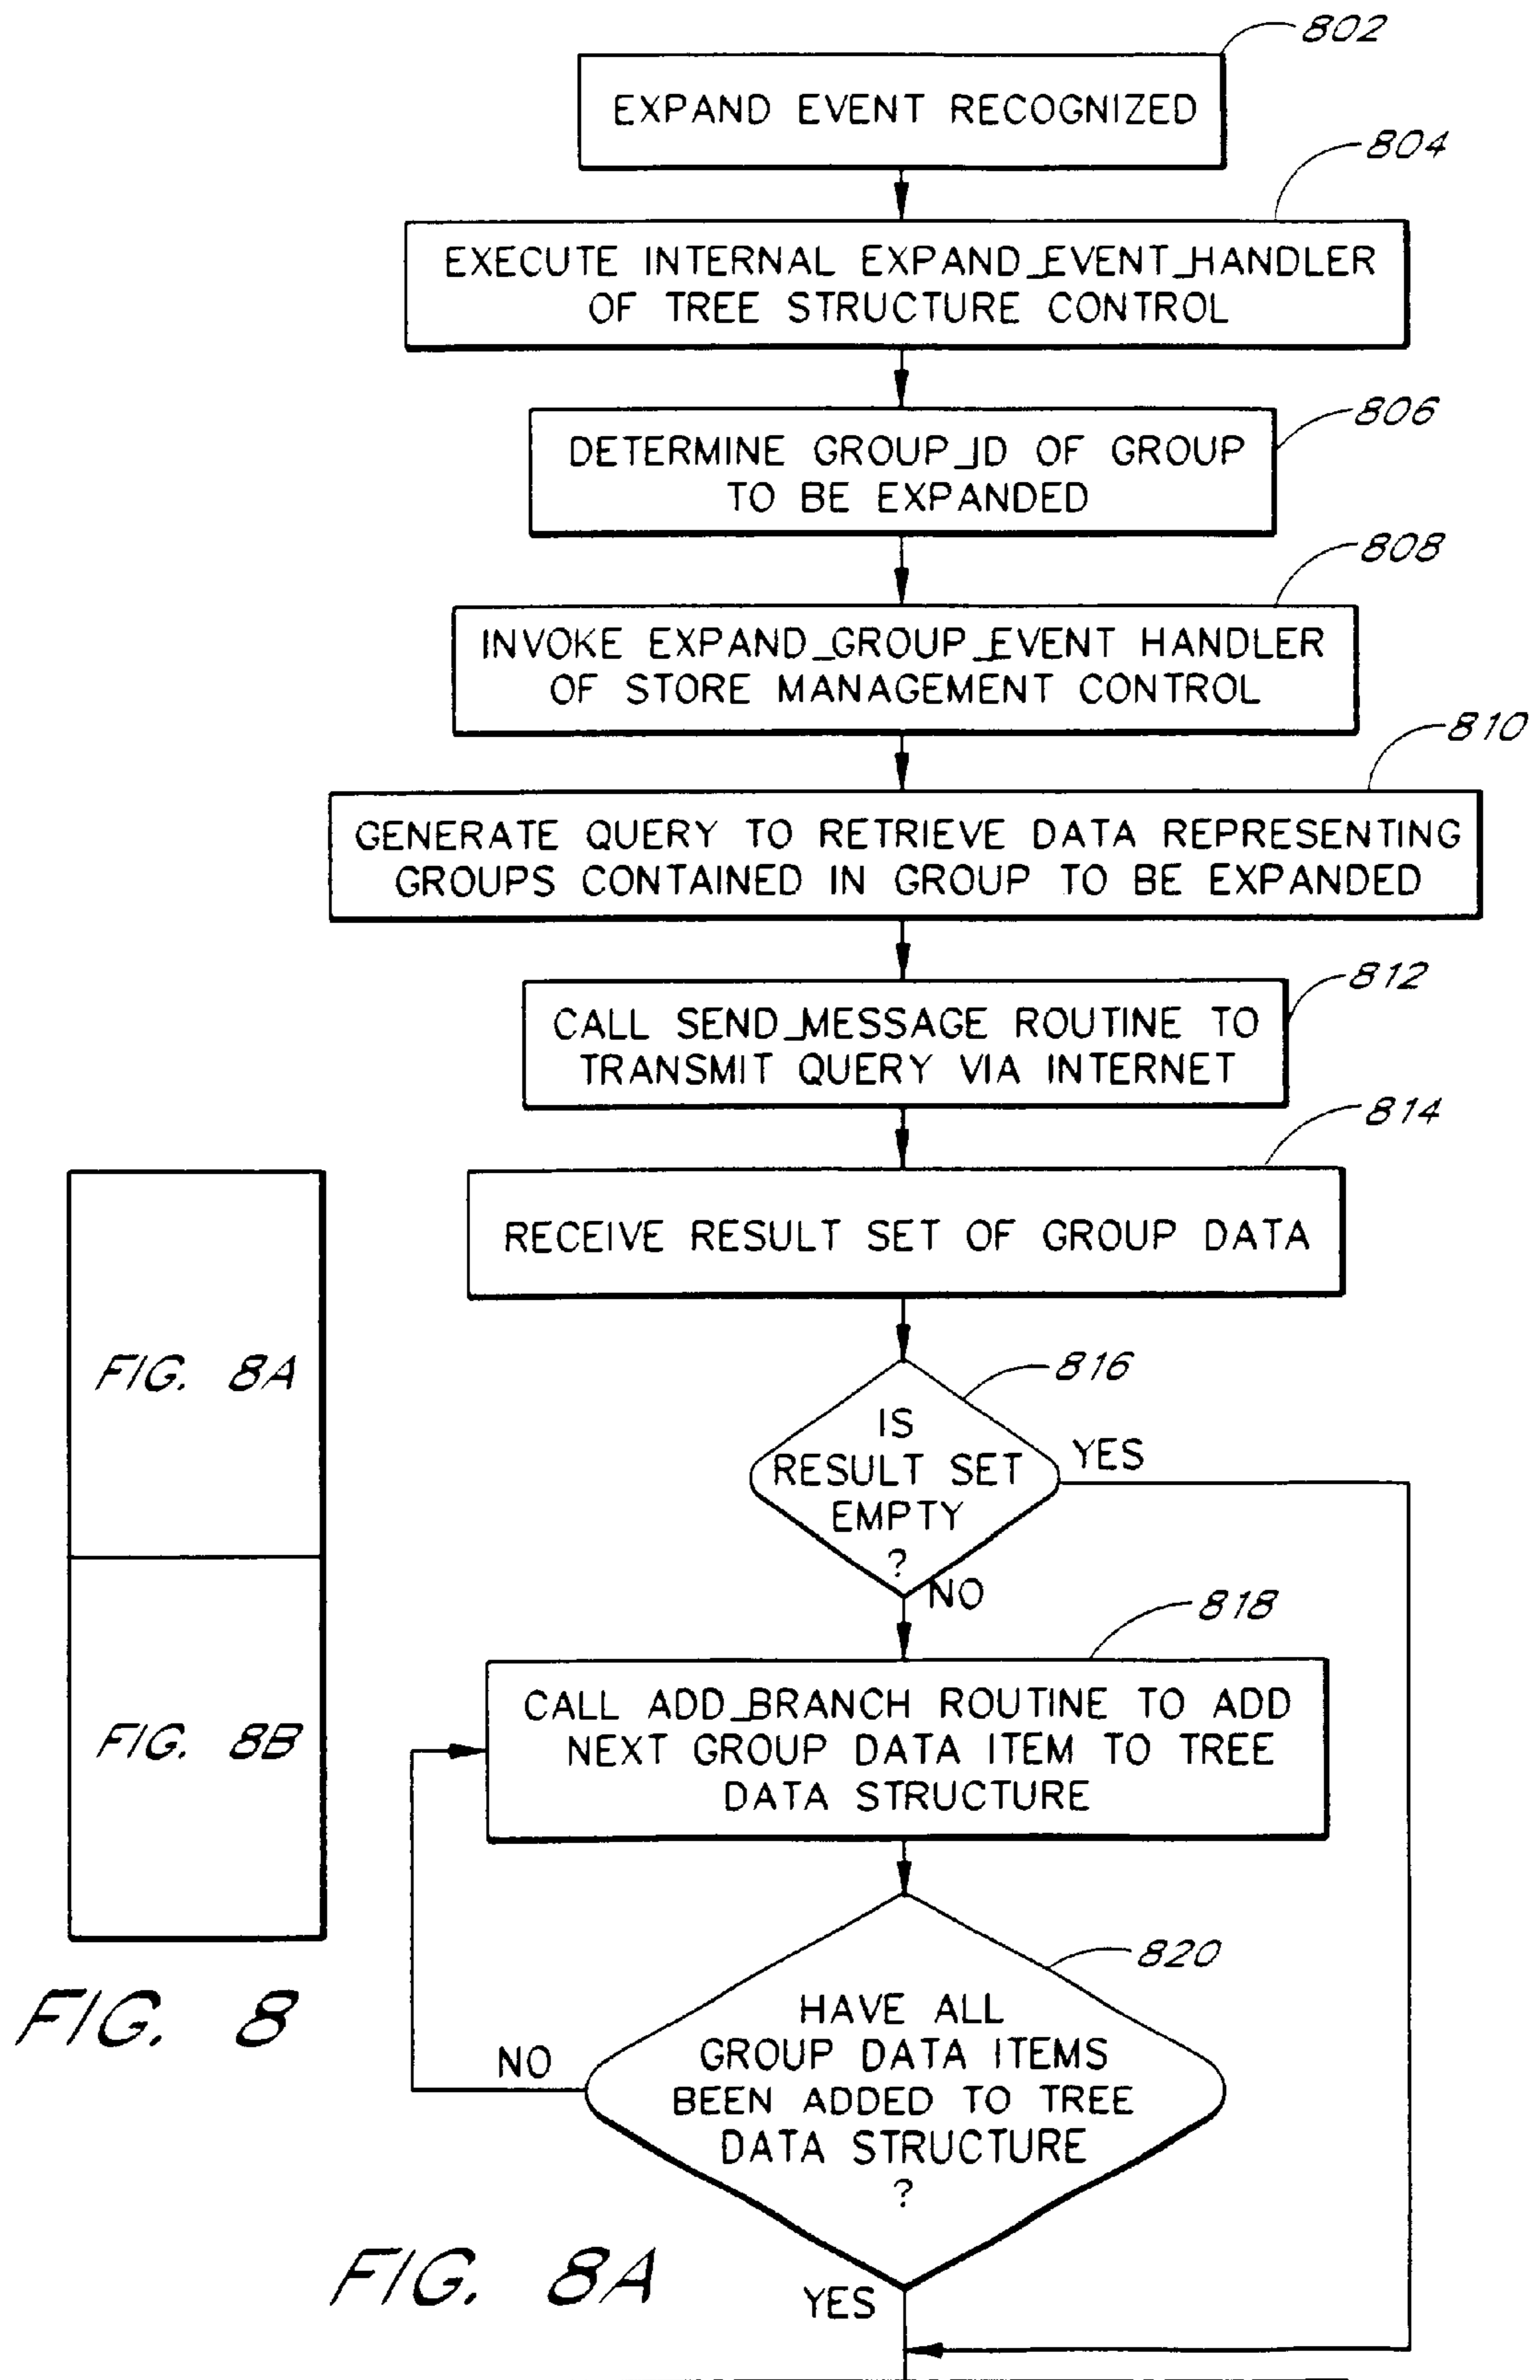 802
EXPAND EVENT RECOGNIZED
804
EXECUTE INTERNAL EXPAND_EVENT_HANDLER
OF TREE STRUCTURE CONTROL
806
DETERMINE GROUP_ID OF GROUP
TO BE EXPANDED
808
INVOKE EXPAND_GROUP_EVENT HANDLER
OF STORE MANAGEMENT CONTROL
810
GENERATE QUERY TO RETRIEVE DATA REPRESENTING
GROUPS CONTAINED IN GROUP TO BE EXPANDED
812
CALL SEND_MESSAGE ROUTINE TO
TRANSMIT QUERY VIA INTERNET
814
RECEIVE RESULT SET OF GROUP DATA
816
IS
RESULT SET
EMPTY
?
YES
NO
818
CALL ADD_BRANCH ROUTINE TO ADD
NEXT GROUP DATA ITEM TO TREE
DATA STRUCTURE
820
HAVE ALL
GROUP DATA ITEMS
BEEN ADDED TO TREE
DATA STRUCTURE
?
NO
YES
FIG. 8A
FIG. 8B
FIG. 8
FIG. 8A